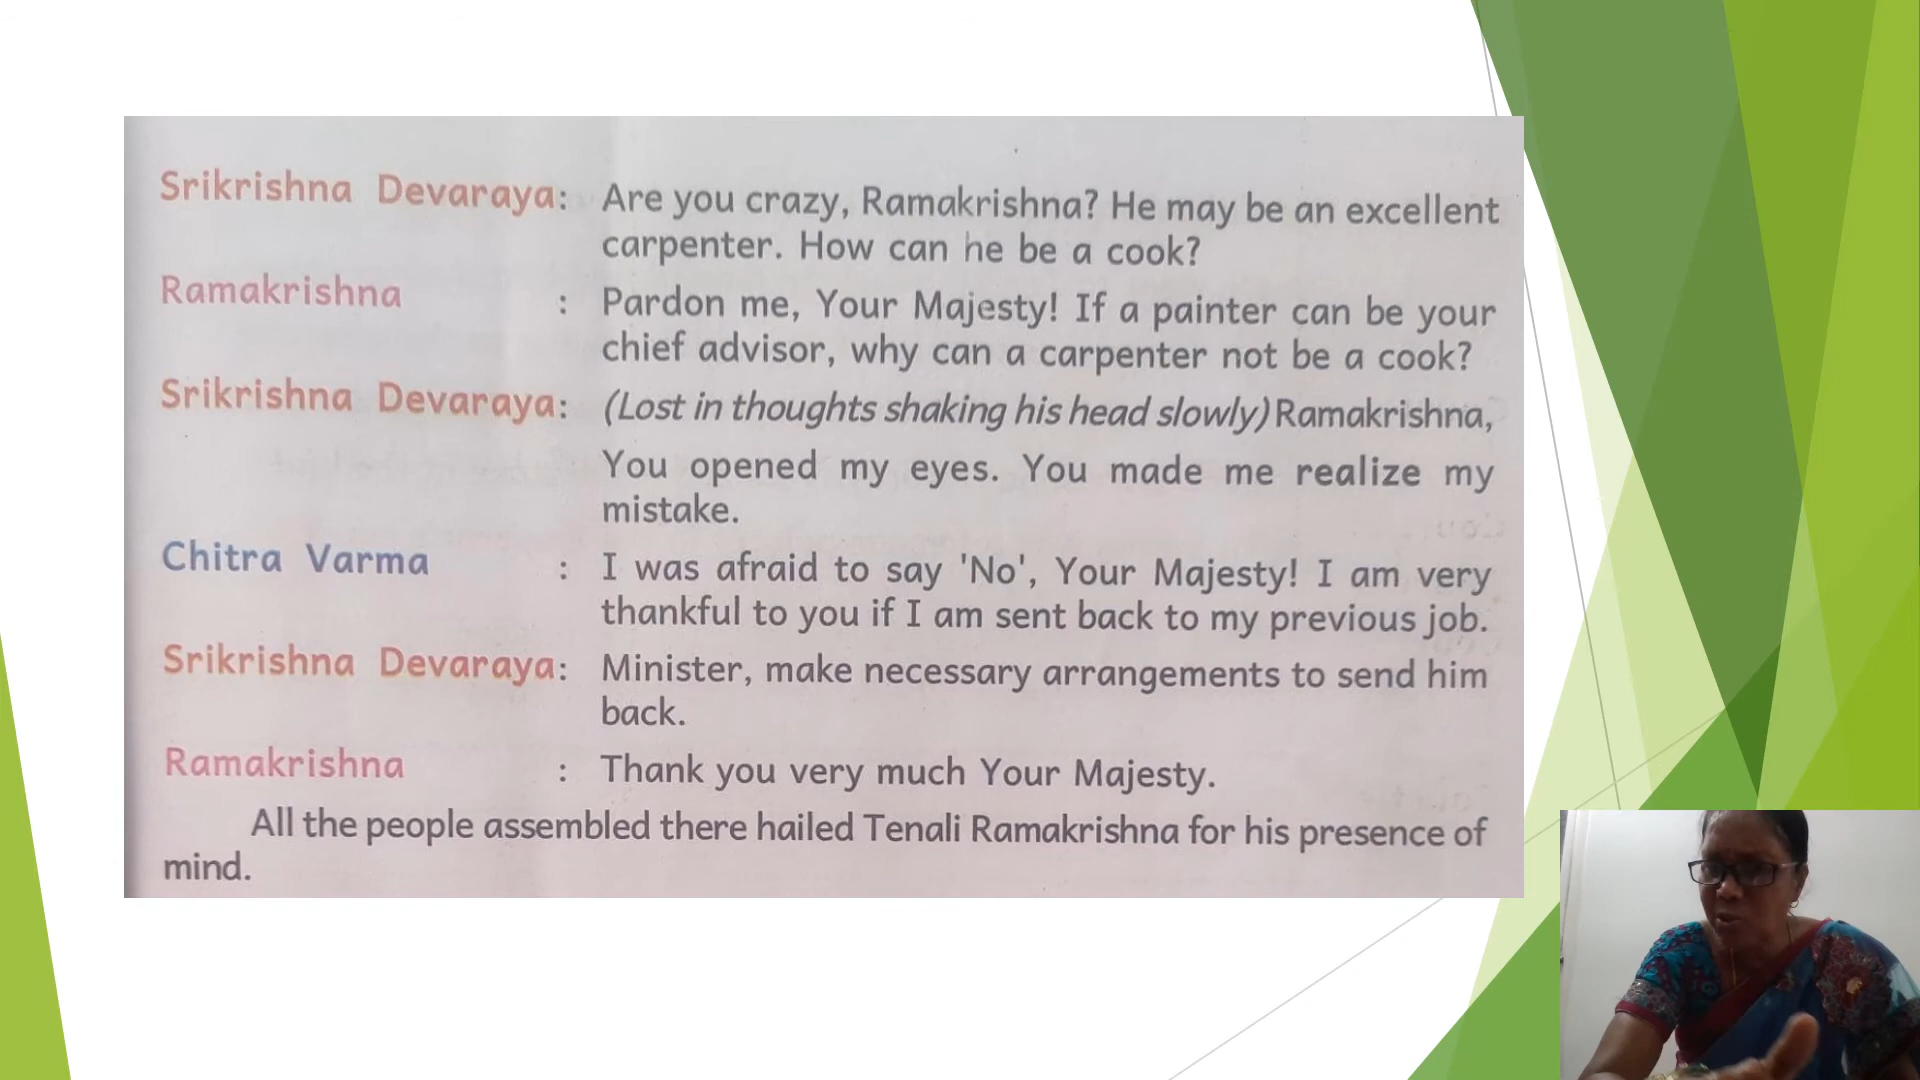 Srikrishna Devaraya: Are you crazy, Ramakrishna? He may be an excellent
carpenter. How can he be a cook?
Ramakrishna : Pardon me, Your Majesty! If a painter can be your
chief advisor, why can a carpenter not be a cook?
Srikrishna Devaraya: (Lost in thoughts shaking his head slowly) Ramakrishna,
You opened my eyes. You made me realize my
mistake.
Chitra Varma : I was afraid to say 'No', Your Majesty! I am very
thankful to you if I am sent back to my previous job.
Srikrishna Devaraya: Minister, make necessary arrangements to send him
back.
Ramakrishna : Thank you very much Your Majesty.
All the people assembled there hailed Tenali Ramakrishna for his presence of
mind.